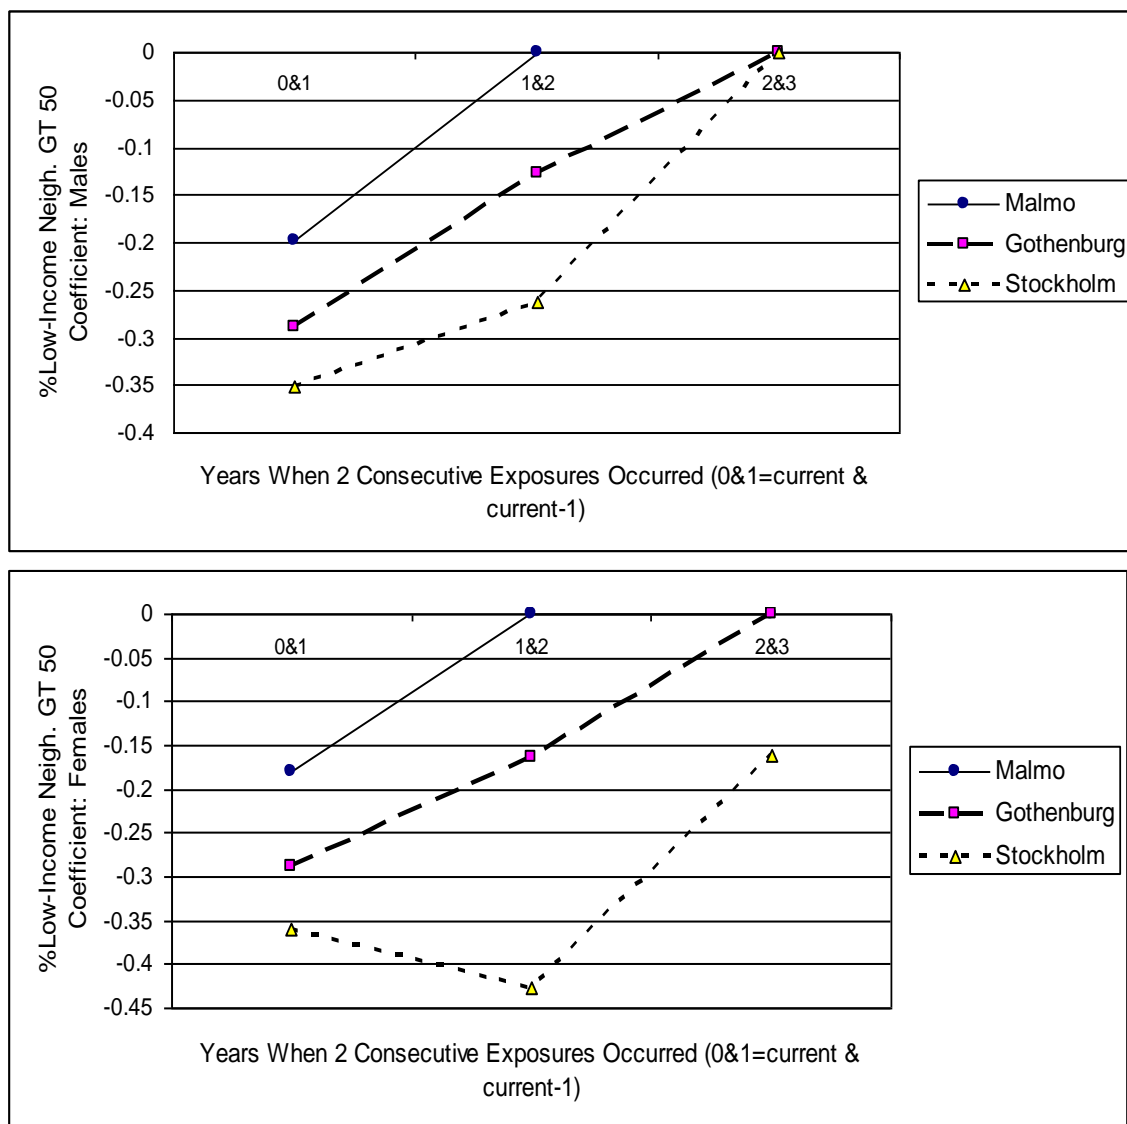 %Low-Income Neigh. GT 50
Coefficient: Males
0
-0.05
-0.1
-0.15
-0.2
-0.25
-0.3
-0.35
-0.4
0&1
1&2
2&3
Years When 2 Consecutive Exposures Occurred (0&1=current &
current-1)
Malmo
Gothenburg
Stockholm
%Low-Income Neigh. GT 50
Coefficient: Females
0
-0.05
-0.1
-0.15
-0.2
-0.25
-0.3
-0.35
-0.4
-0.45
0&1
1&2
2&3
Years When 2 Consecutive Exposures Occurred (0&1=current &
current-1)
Malmo
Gothenburg
Stockholm